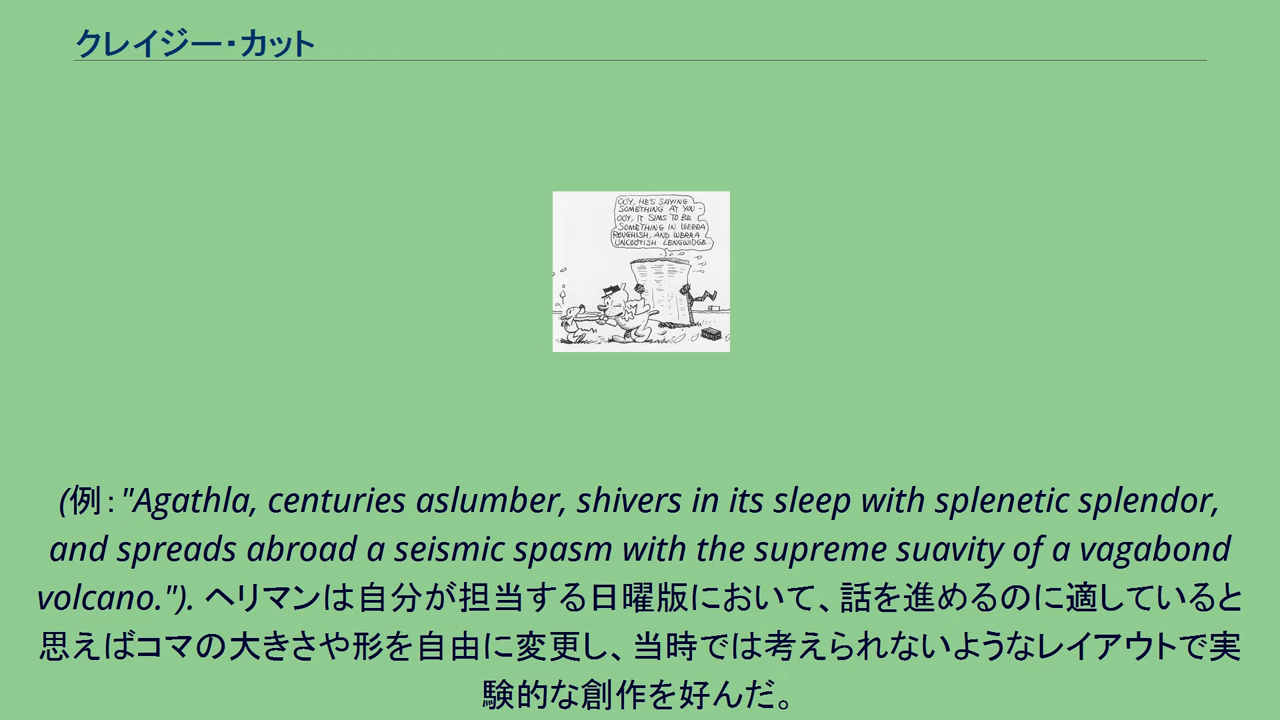 クレイジー・カット
OOY, HE'S SAYING
SOMETHING AT YOU -
OOY, IT SIMS TO BE
SOMETHING IN WERRA
ROUGHISH, AND WERRA
UNCOOTISH LENGWIDGE.
(例："Agathla, centuries aslumber, shivers in its sleep with splenetic splendor,
and spreads abroad a seismic spasm with the supreme suavity of a vagabond
volcano."). ヘリマンは自分が担当する日曜版において、話を進めるのに適していると
思えばコマの大きさや形を自由に変更し、当時では考えられないようなレイアウトで実
験的な創作を好んだ。